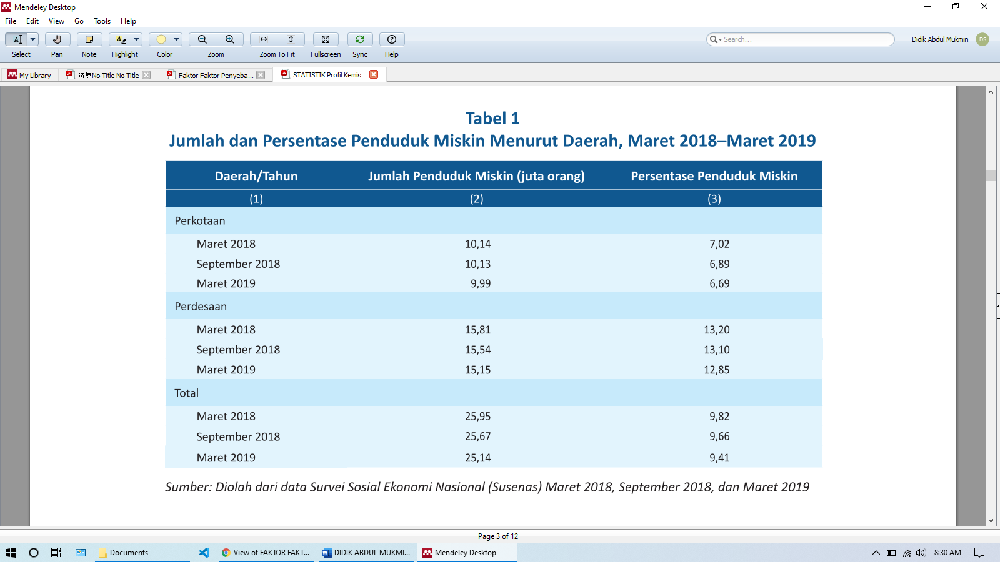 Mendeley Desktop
File Edit View Go Tools Help
Search...
Didik Abdul Mukmin DS
Select Pan Note Highlight Color Zoom Zoom To Fit Fullscreen Sync Help
My Library 済無No Title No Title Faktor Faktor Penyeba... STATISTIK Profil Kemis...
Tabel 1
Jumlah dan Persentase Penduduk Miskin Menurut Daerah, Maret 2018–Maret 2019
Daerah/Tahun Jumlah Penduduk Miskin (juta orang) Persentase Penduduk Miskin
(1) (2) (3)
Perkotaan
Maret 2018 10,14 7,02
September 2018 10,13 6,89
Maret 2019 9,99 6,69
Perdesaan
Maret 2018 15,81 13,20
September 2018 15,54 13,10
Maret 2019 15,15 12,85
Total
Maret 2018 25,95 9,82
September 2018 25,67 9,66
Maret 2019 25,14 9,41
Sumber: Diolah dari data Survei Sosial Ekonomi Nasional (Susenas) Maret 2018, September 2018, dan Maret 2019
Page 3 of 12
Documents View of FAKTOR FAKT... DIDIK ABDUL MUKMI... Mendeley Desktop 8:30 AM